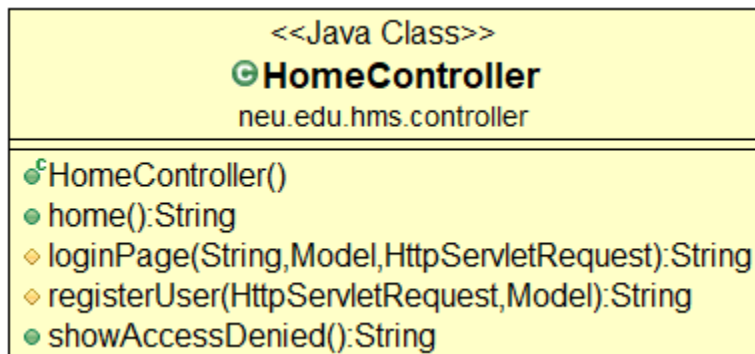 <<Java Class>>
HomeController
neu.edu.hms.controller
HomeController()
home():String
loginPage(String,Model,HttpServletRequest):String
registerUser(HttpServletRequest,Model):String
showAccessDenied():String